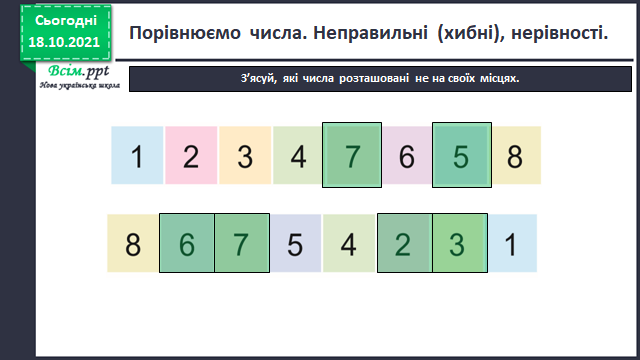 Сьогодні
18.10.2021
Порівнюємо числа. Неправильні (хибні), нерівності.
Всім.ppt
Нова українська школа
З’ясуй, які числа розташовані не на своїх місцях.
1 2 3 4 7 6 5 8
8 6 7 5 4 2 3 1